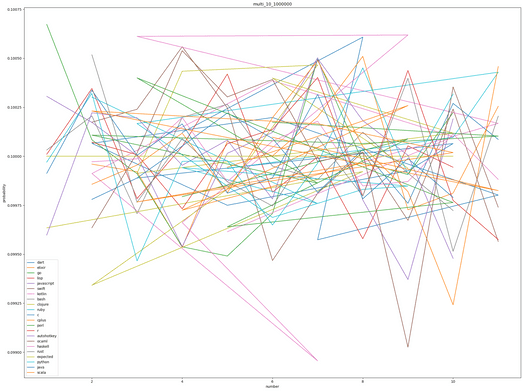 multi_10_1000000
0.10075
0.10050
0.10025
0.10000
0.09975
0.09950
0.09925
0.09900
probability
dart
elixir
go
lisp
javascript
swift
kotlin
bash
clojure
ruby
c
cplus
perl
r
autohotkey
ocaml
haskell
rust
expected
python
java
scala
2
4
6
8
10
number